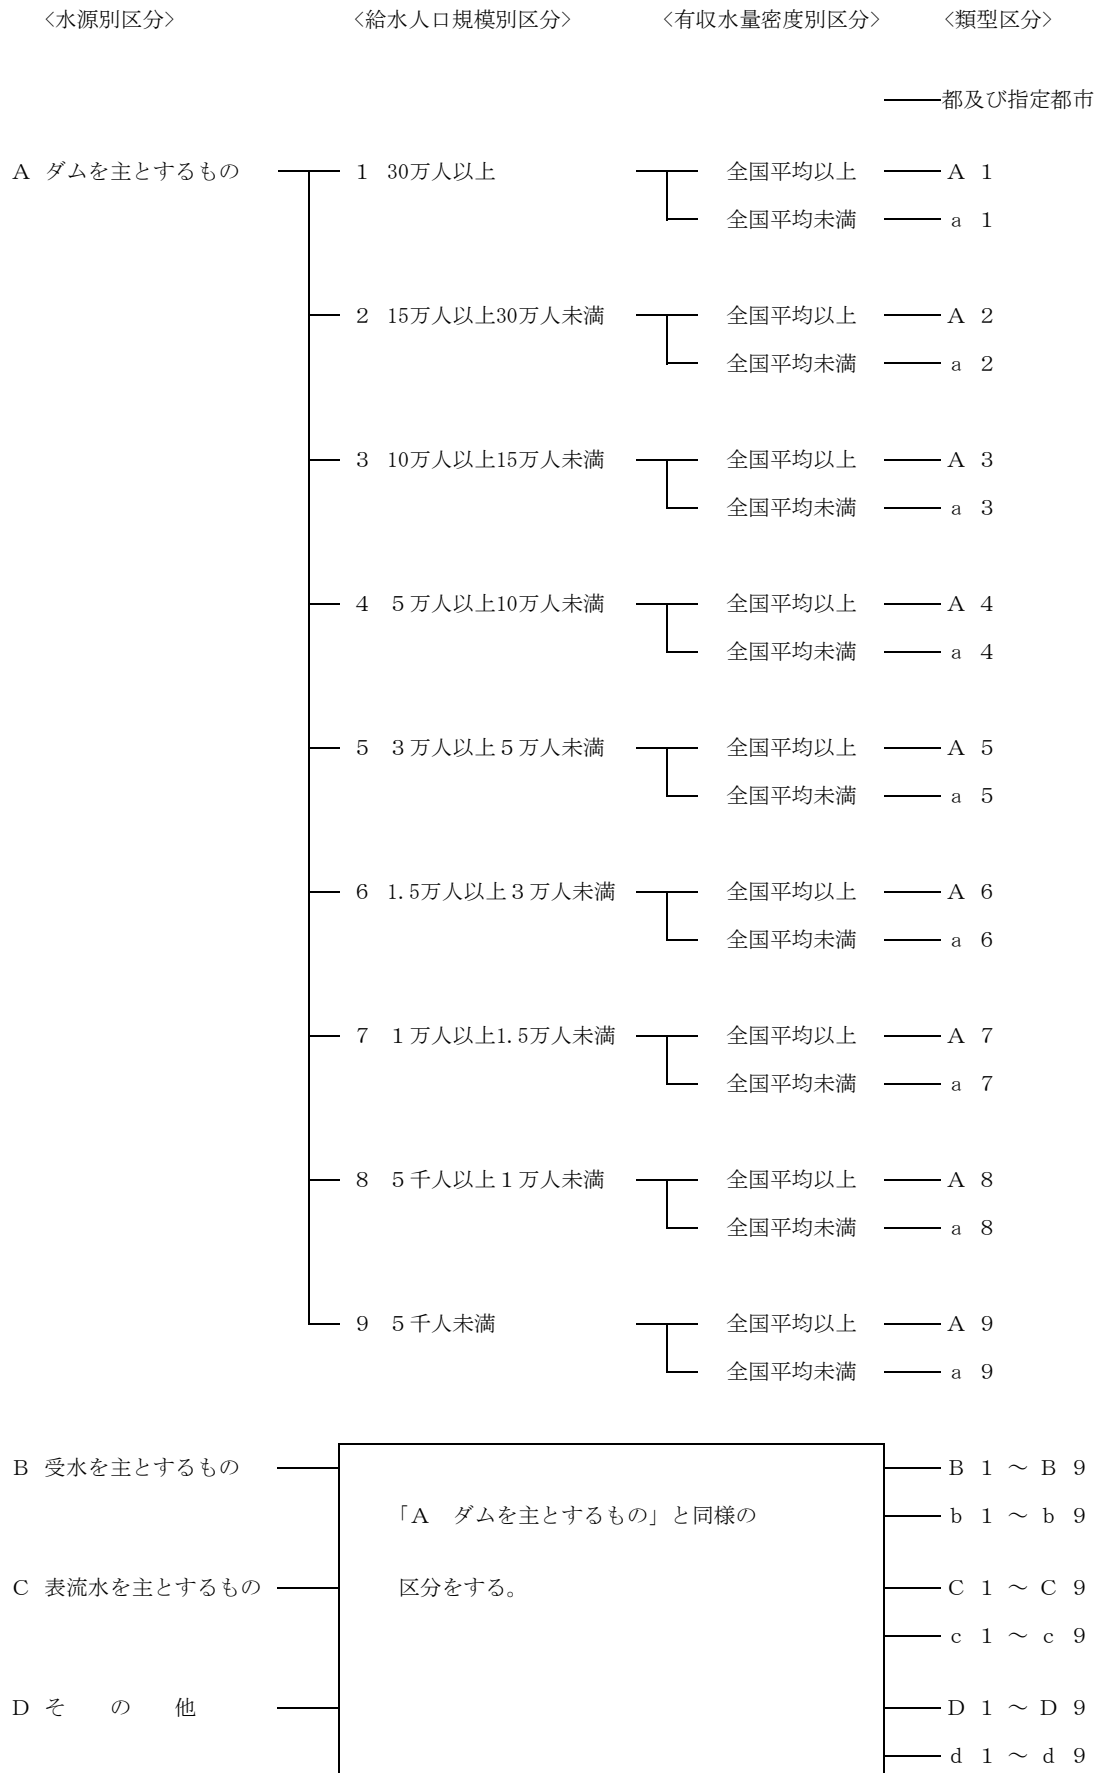 <水源別区分> <給水人口規模別区分> <有収水量密度別区分> <類型区分>
都及び指定都市
Ａ ダムを主とするもの １ 30万人以上 全国平均以上 Ａ １
全国平均未満 ａ １
２ 15万人以上30万人未満 全国平均以上 Ａ ２
全国平均未満 ａ ２
３ 10万人以上15万人未満 全国平均以上 Ａ ３
全国平均未満 ａ ３
４ ５万人以上10万人未満 全国平均以上 Ａ ４
全国平均未満 ａ ４
５ ３万人以上５万人未満 全国平均以上 Ａ ５
全国平均未満 ａ ５
６ 1.5万人以上３万人未満 全国平均以上 Ａ ６
全国平均未満 ａ ６
７ １万人以上1.5万人未満 全国平均以上 Ａ ７
全国平均未満 ａ ７
８ ５千人以上１万人未満 全国平均以上 Ａ ８
全国平均未満 ａ ８
９ ５千人未満 全国平均以上 Ａ ９
全国平均未満 ａ ９
Ｂ 受水を主とするもの Ｂ １ ～ Ｂ ９
「Ａ　ダムを主とするもの」と同様の ｂ １ ～ ｂ ９
Ｃ 表流水を主とするもの 区分をする。 Ｃ １ ～ Ｃ ９
ｃ １ ～ ｃ ９
Ｄ そ　の　他 Ｄ １ ～ Ｄ ９
ｄ １ ～ ｄ ９